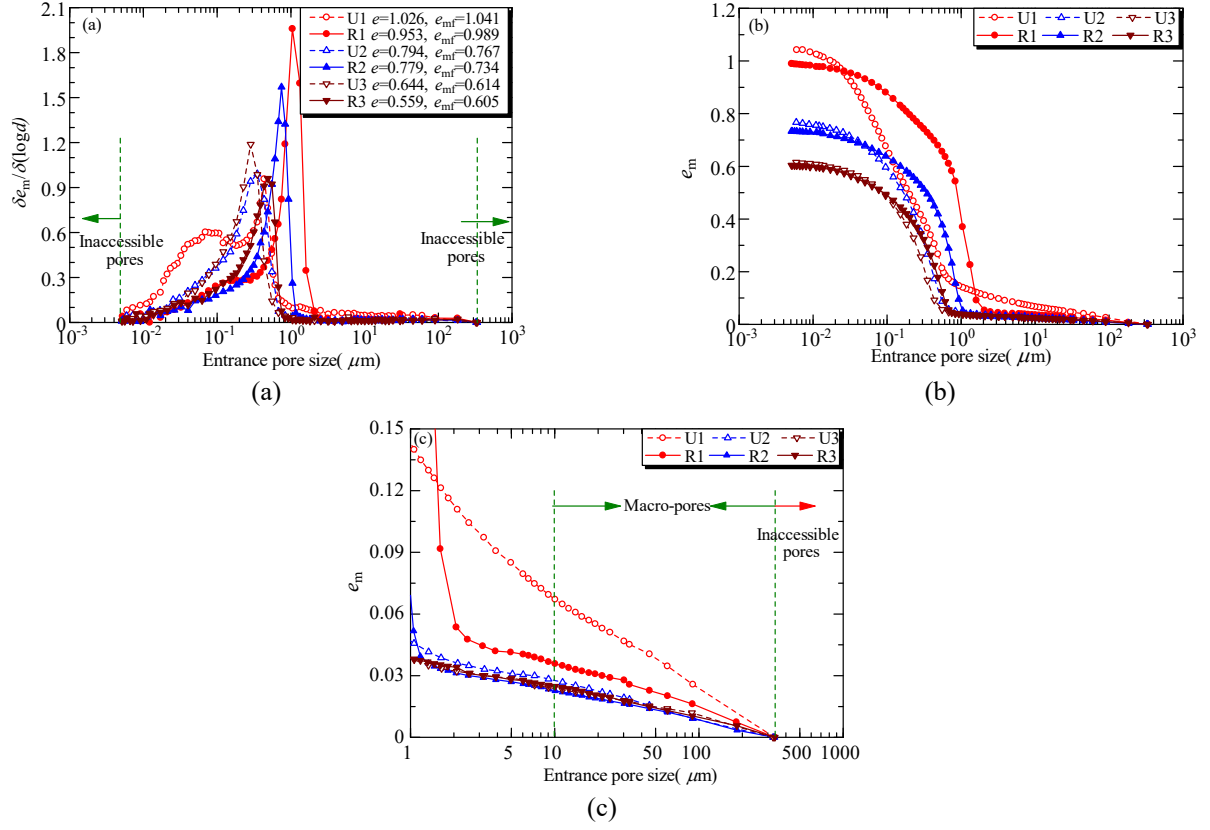 (a)
U1 e=1.026, emf=1.041
R1 e=0.953, emf=0.989
U2 e=0.794, emf=0.767
R2 e=0.779, emf=0.734
U3 e=0.644, emf=0.614
R3 e=0.559, emf=0.605
2.1
1.8
1.5
1.2
0.9
0.6
0.3
0
δem/δ(logd)
Inaccessible
pores
Inaccessible
pores
10⁻³ 10⁻² 10⁻¹ 10⁰ 10¹ 10² 10³
Entrance pore size( μm)
(a)
(b)
U1 U2 U3
R1 R2 R3
1.2
1
0.8
0.6
0.4
0.2
0
em
10⁻³ 10⁻² 10⁻¹ 10⁰ 10¹ 10² 10³
Entrance pore size( μm)
(b)
(c)
U1 U2 U3
R1 R2 R3
0.15
0.12
0.09
0.06
0.03
0
em
Macro-pores
Inaccessible
pores
1 5 10 50 100 500 1000
Entrance pore size( μm)
(c)